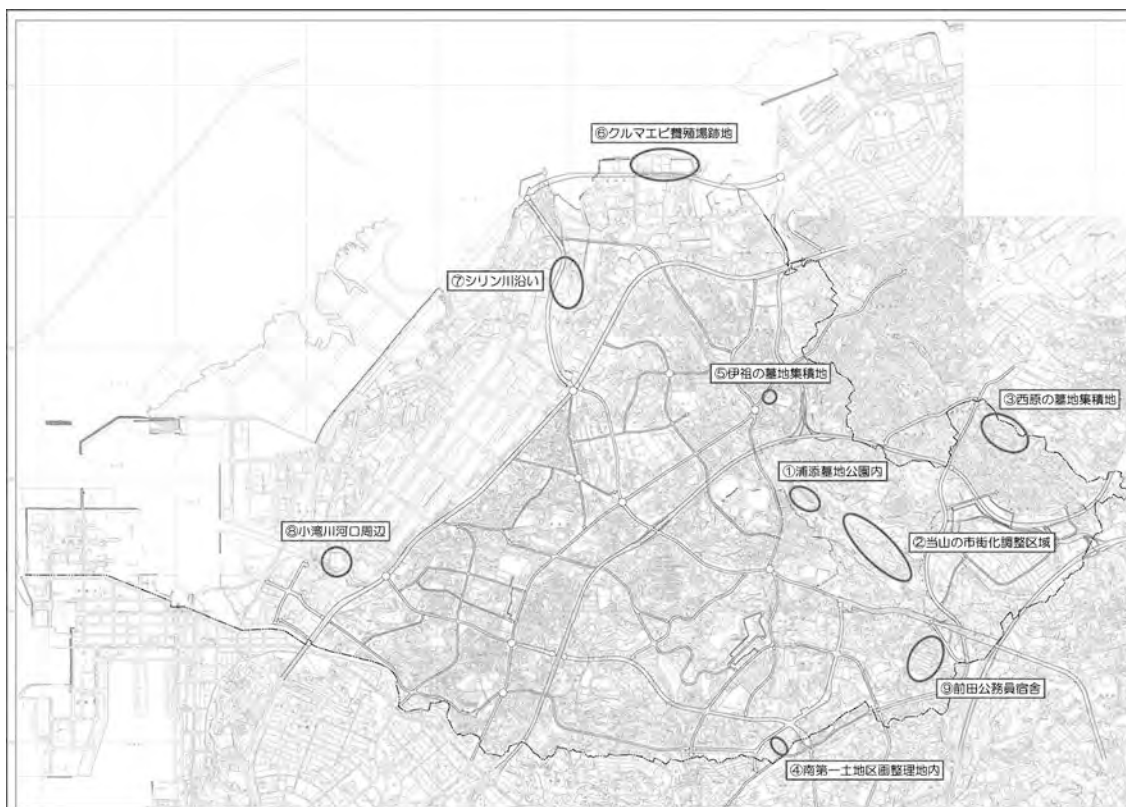 ⑥クルマエビ養殖場跡地
⑦シリン川沿い
⑤伊祖の墓地集積地
③西原の墓地集積地
①浦添墓地公園内
⑧小湾川河口周辺
②当山の市街化調整区域
⑨前田公務員宿舎
④南第一土地区画整理地内